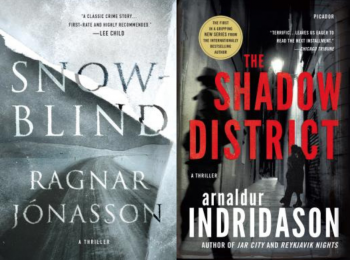 "A CLASSIC CRIME STORY . . .
FIRST-RATE AND HIGHLY RECOMMENDED."
—LEE CHILD
SNOW-
BLIND
RAGNAR
JÓNASSON
A THRILLER
THE FIRST
IN A GRIPPING
NEW SERIES FROM
THE INTERNATIONALLY
BESTSELLING
AUTHOR
PICADOR
"TERRIFIC. . . . LEAVES US EAGER TO
READ THE NEXT INSTALLMENT."
—CHICAGO TRIBUNE
THE
SHADOW
DISTRICT
A THRILLER
arnaldur
INDRIDASON
AUTHOR OF JAR CITY AND REYKJAVIK NIGHTS